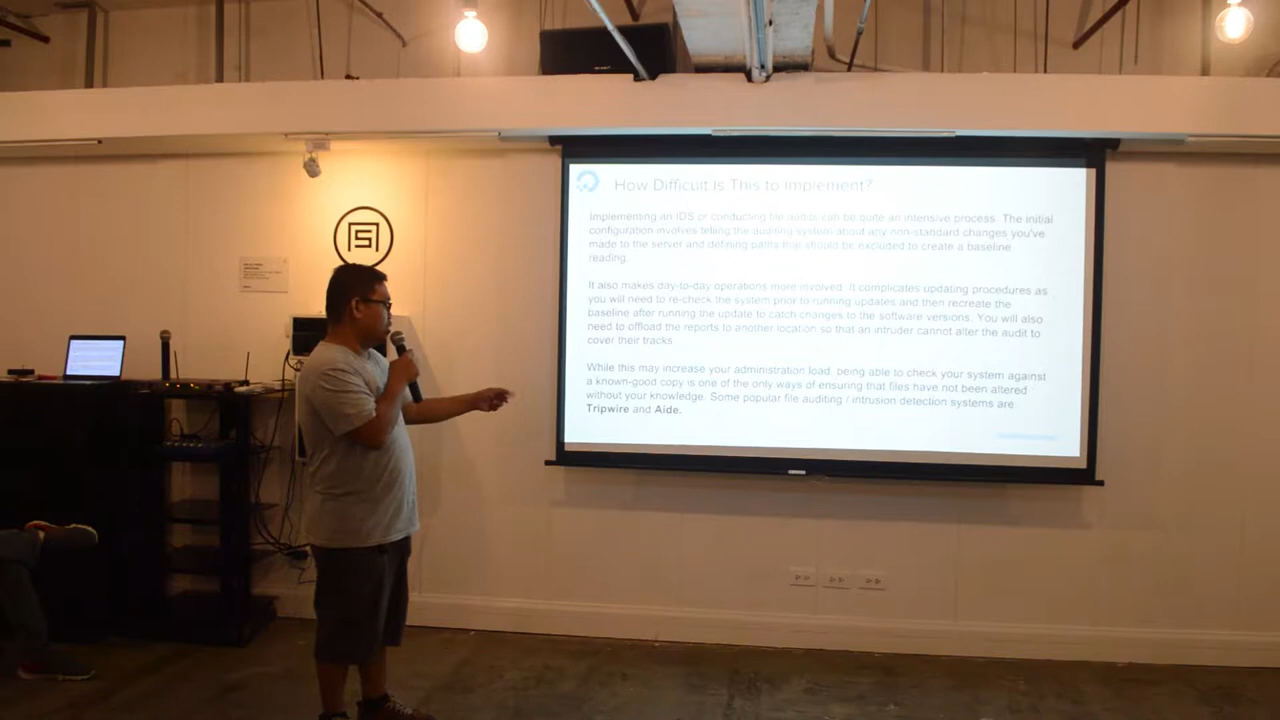 How Difficult Is This to Implement?
Implementing an IDS or conducting file audits can be quite an intensive process. The initial
configuration involves telling the auditing system about any non-standard changes you've
made to the server and defining paths that should be excluded to create a baseline
reading.
It also makes day-to-day operations more involved. It complicates updating procedures as
you will need to re-check the system prior to running updates and then recreate the
baseline after running the update to catch changes to the software versions. You will also
need to offload the reports to another location so that an intruder cannot alter the audit to
cover their tracks
While this may increase your administration load, being able to check your system against
a known-good copy is one of the only ways of ensuring that files have not been altered
without your knowledge. Some popular file auditing / intrusion detection systems are
Tripwire and Aide.